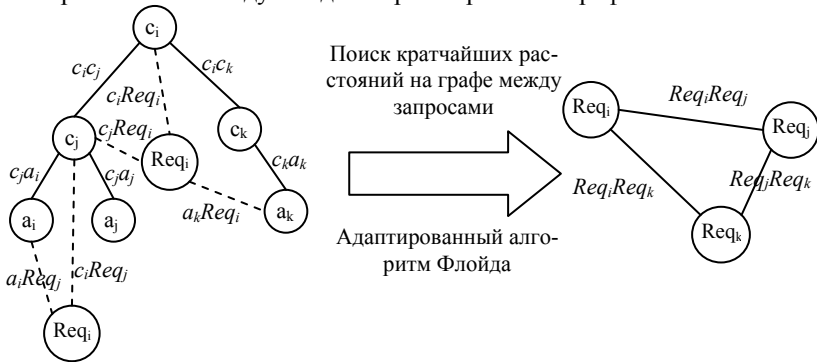 c_i
c_ic_j
c_ic_k
c_iReq_i
c_j
c_jReq_i
c_k
Req_i
c_ja_i
c_ja_j
c_ka_k
a_i
a_j
a_kReq_i
a_k
a_iReq_j
c_iReq_j
Req_i
Поиск кратчайших рас-
стояний на графе между
запросами
Адаптированный алго-
ритм Флойда
Req_i
Req_iReq_j
Req_j
Req_iReq_k
Req_jReq_k
Req_k